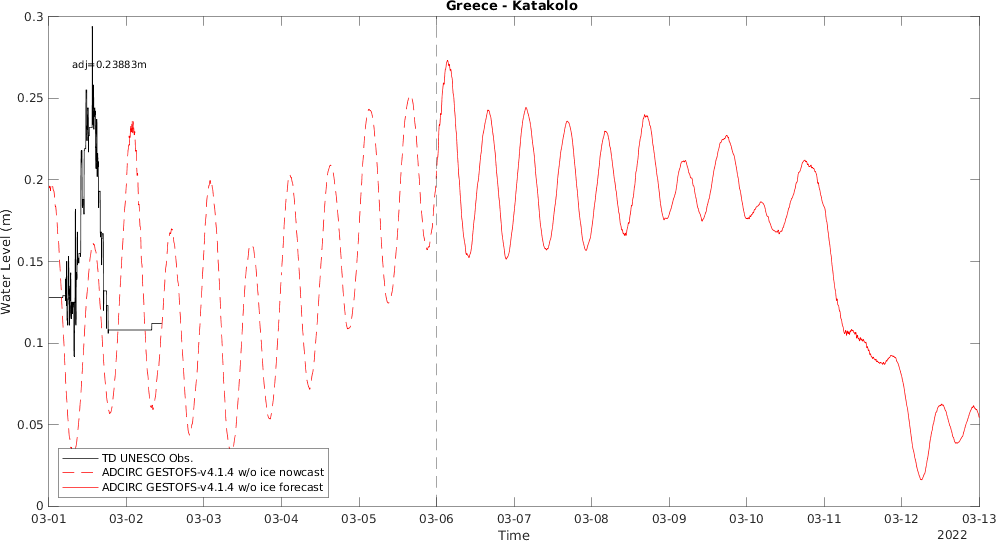 Greece - Katakolo
0.3
0.25
0.2
0.15
0.1
0.05
0
Water Level (m)
adj=0.23883m
TD UNESCO Obs.
ADCIRC GESTOFS-v4.1.4 w/o ice nowcast
ADCIRC GESTOFS-v4.1.4 w/o ice forecast
03-01 03-02 03-03 03-04 03-05 03-06 03-07 03-08 03-09 03-10 03-11 03-12 03-13
Time
2022